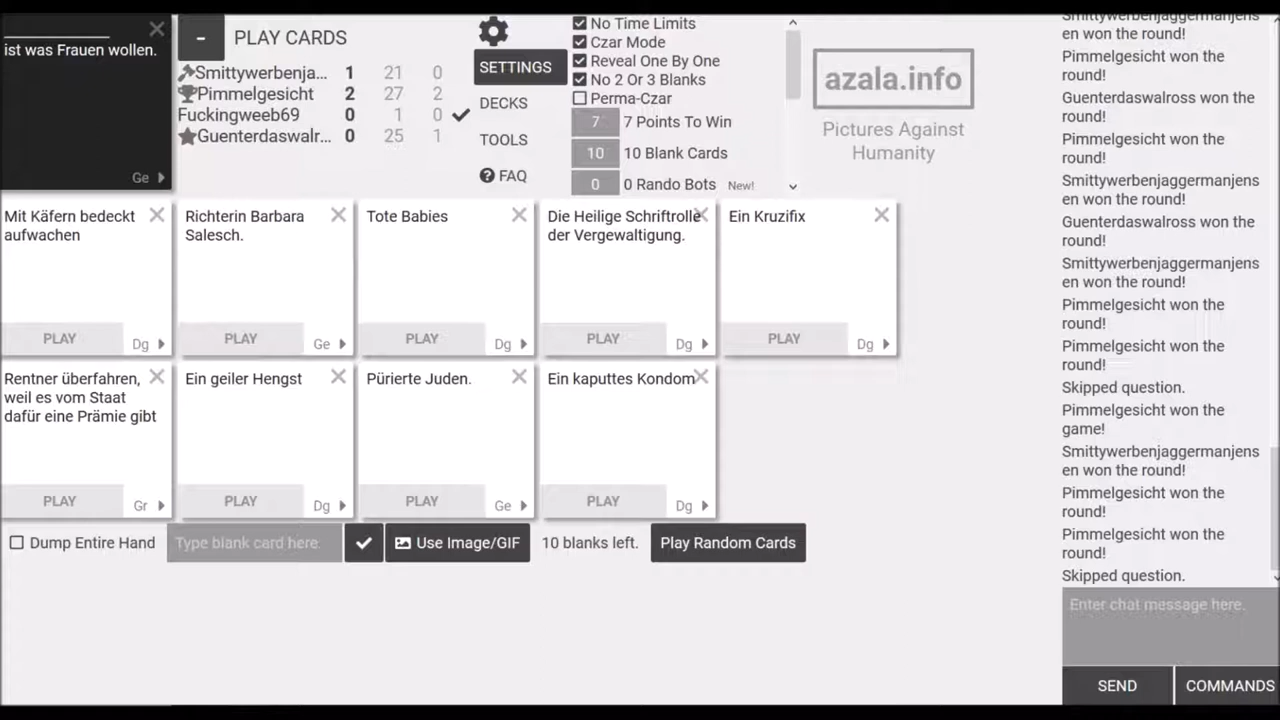 ____________
ist was Frauen wollen.
Ge
-
PLAY CARDS
Smittywerbenja... 1 21 0
Pimmelgesicht 2 27 2
Fuckingweeb69 0 1 0
Guenterdaswalr... 0 25 1
SETTINGS
DECKS
TOOLS
FAQ
No Time Limits
Czar Mode
Reveal One By One
No 2 Or 3 Blanks
Perma-Czar
7 7 Points To Win
10 10 Blank Cards
0 0 Rando Bots New!
azala.info
Pictures Against
Humanity
Mit Käfern bedeckt
aufwachen
PLAY Dg
Richterin Barbara
Salesch.
PLAY Ge
Tote Babies
PLAY Dg
Die Heilige Schriftrolle
der Vergewaltigung.
PLAY Dg
Ein Kruzifix
PLAY Dg
Rentner überfahren,
weil es vom Staat
dafür eine Prämie gibt
PLAY Gr
Ein geiler Hengst
PLAY Dg
Pürierte Juden.
PLAY Ge
Ein kaputtes Kondom
PLAY Dg
Dump Entire Hand
Type blank card here.
Use Image/GIF
10 blanks left.
Play Random Cards
Smittywerbenjaggermanjens
en won the round!
Pimmelgesicht won the
round!
Guenterdaswalross won the
round!
Pimmelgesicht won the
round!
Smittywerbenjaggermanjens
en won the round!
Guenterdaswalross won the
round!
Smittywerbenjaggermanjens
en won the round!
Pimmelgesicht won the
round!
Pimmelgesicht won the
round!
Skipped question.
Pimmelgesicht won the
game!
Smittywerbenjaggermanjens
en won the round!
Pimmelgesicht won the
round!
Pimmelgesicht won the
round!
Skipped question.
Enter chat message here.
SEND
COMMANDS